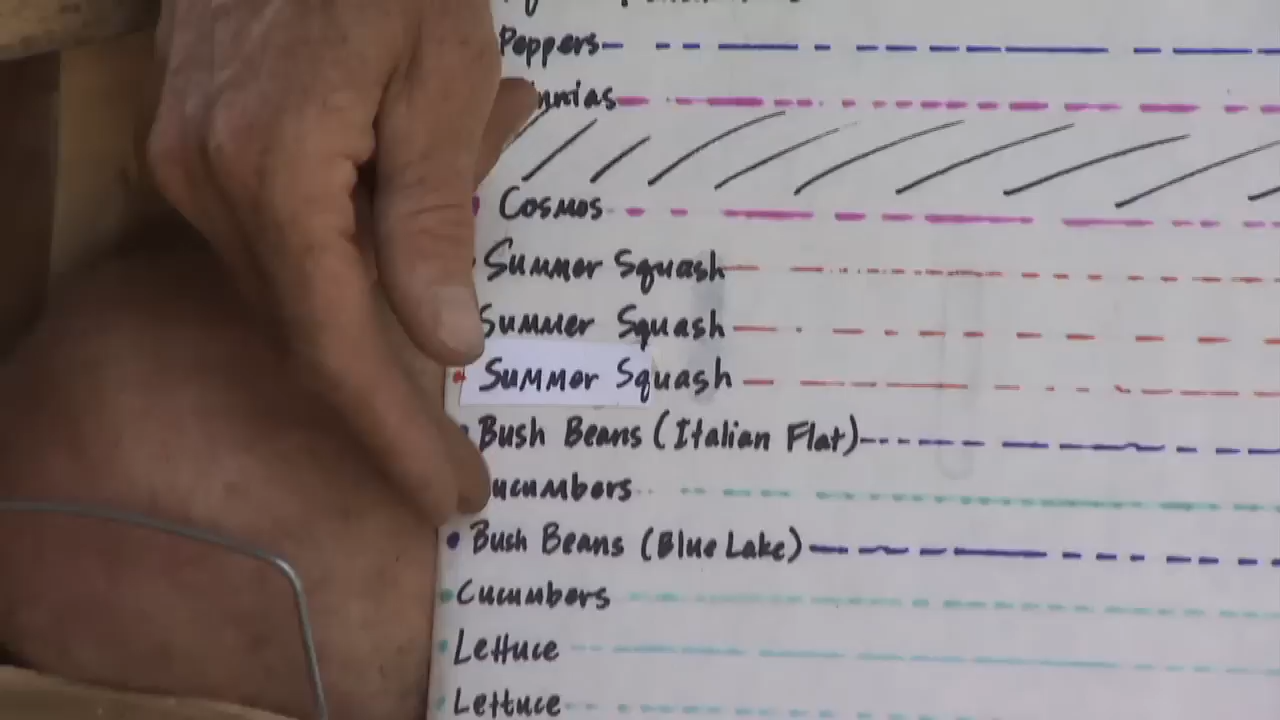 Peppers
Cosmos
Summer Squash
Summer Squash
Summer Squash
Bush Beans (Italian Flat)
ucumbers
Bush Beans (Blue Lake)
Cucumbers
Lettuce
Lettuce